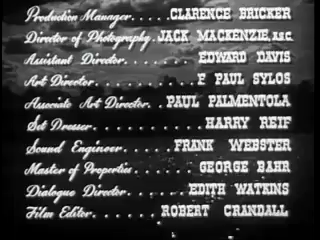 Production Manager.....CLARENCE BRICKER
Director of Photography..JACK MACKENZIE, A.S.C.
Assistant Director........EDWARD DAVIS
Art Director...........F PAUL SYLOS
Associate Art Director..PAUL PALMENTOLA
Set Dresser...........HARRY REIF
Sound Engineer.......FRANK WEBSTER
Master of Properties.....GEORGE BAHR
Dialogue Director.......EDITH WATKINS
Film Editor.......ROBERT CRANDALL